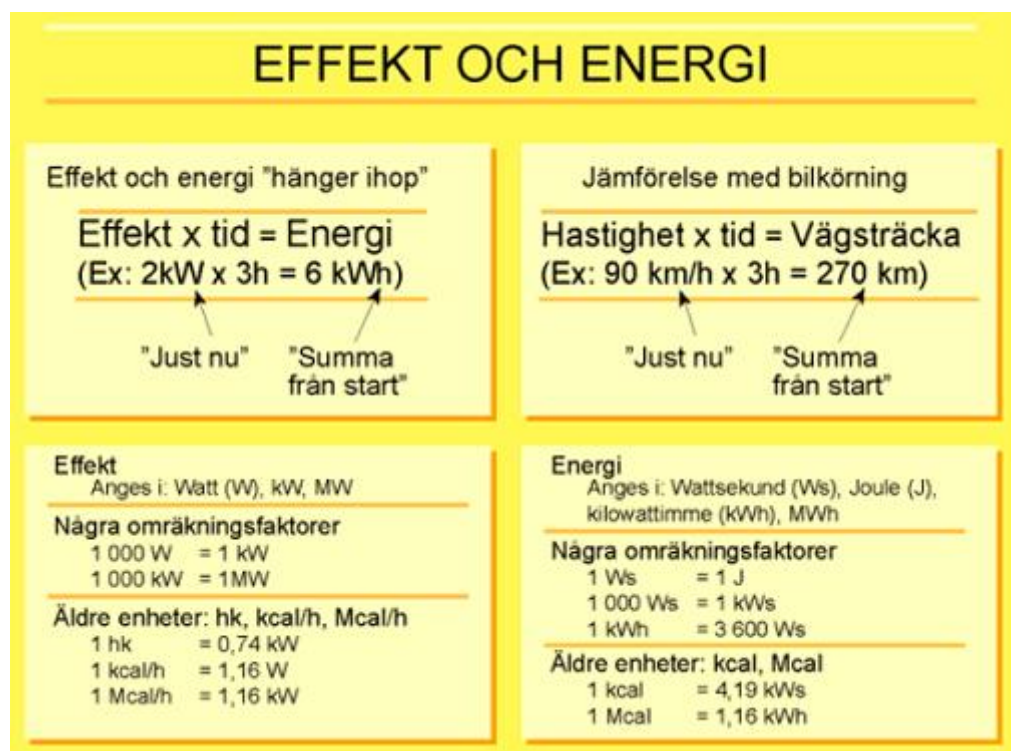 EFFEKT OCH ENERGI
Effekt och energi ”hänger ihop”
Effekt x tid = Energi
(Ex: 2kW x 3h = 6 kWh)
”Just nu”
”Summa
från start”
Jämförelse med bilkörning
Hastighet x tid = Vägsträcka
(Ex: 90 km/h x 3h = 270 km)
”Just nu”
”Summa
från start”
Effekt
Anges i: Watt (W), kW, MW
Några omräkningsfaktorer
1 000 W = 1 kW
1 000 kW = 1MW
Äldre enheter: hk, kcal/h, Mcal/h
1 hk = 0,74 kW
1 kcal/h = 1,16 W
1 Mcal/h = 1,16 kW
Energi
Anges i: Wattsekund (Ws), Joule (J),
kilowattimme (kWh), MWh
Några omräkningsfaktorer
1 Ws = 1 J
1 000 Ws = 1 kWs
1 kWh = 3 600 Ws
Äldre enheter: kcal, Mcal
1 kcal = 4,19 kWs
1 Mcal = 1,16 kWh